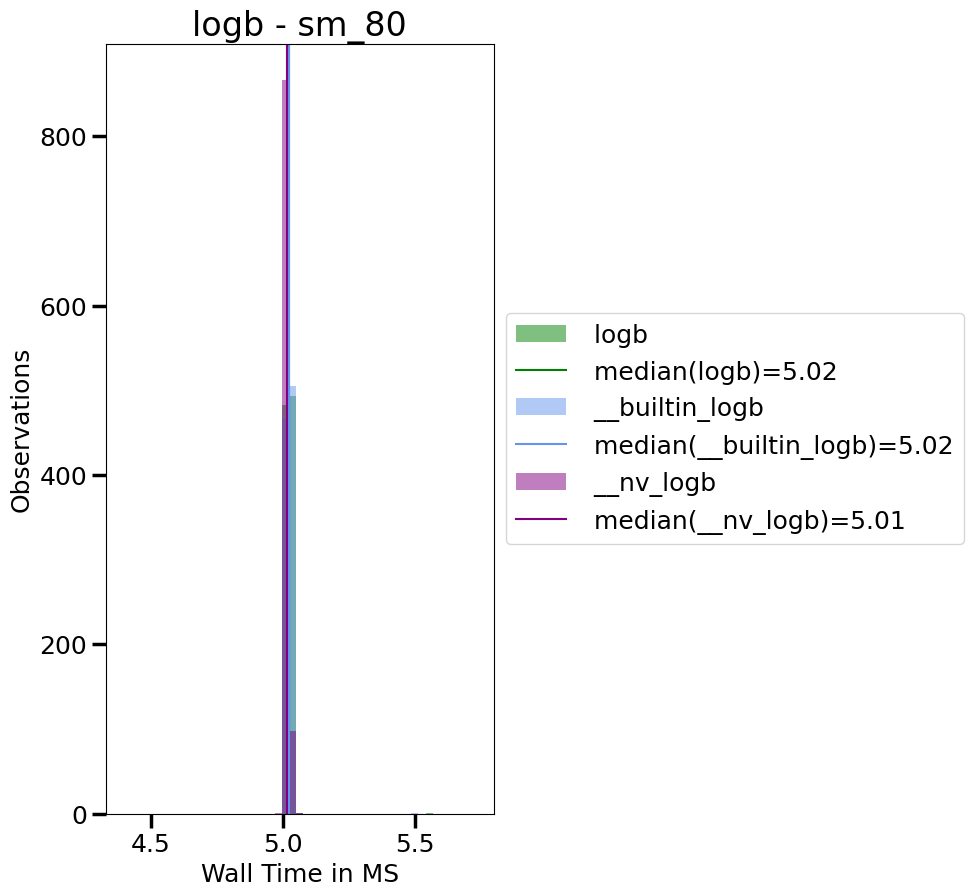 logb - sm_80
Observations
800
600
400
200
0
4.5
5.0
5.5
Wall Time in MS
logb
median(logb)=5.02
__builtin_logb
median(__builtin_logb)=5.02
__nv_logb
median(__nv_logb)=5.01